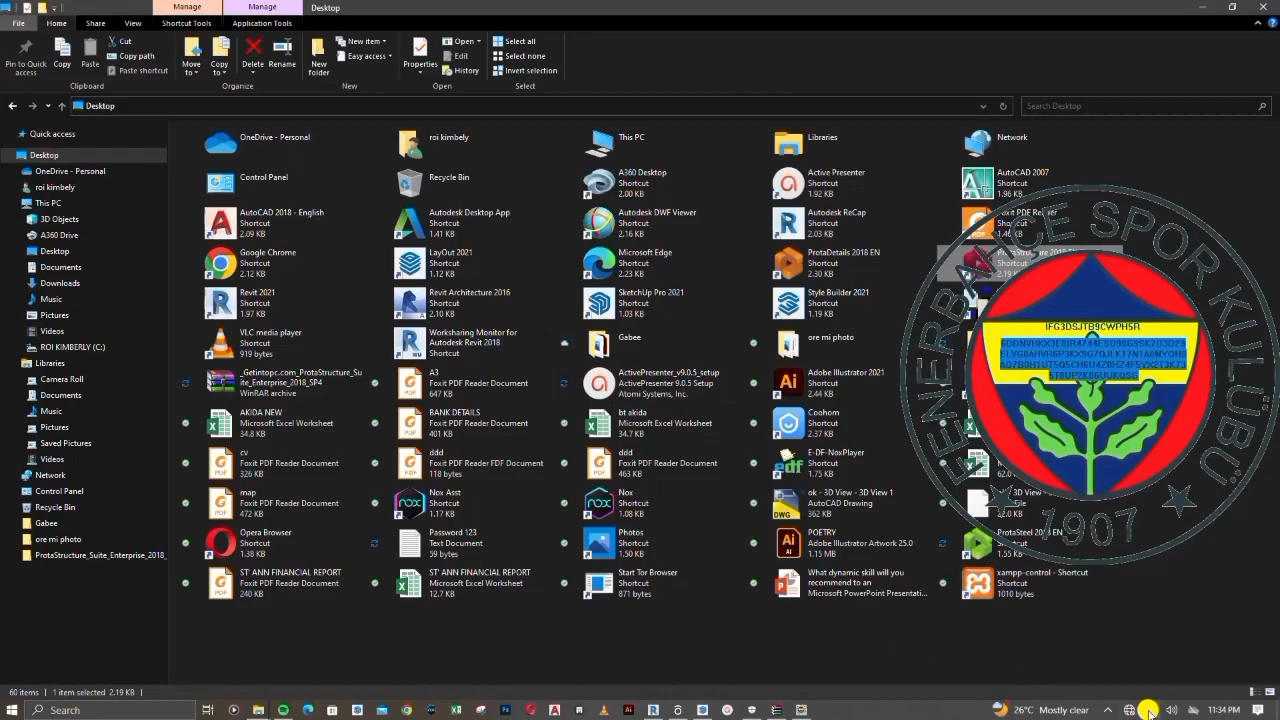 Manage
Manage
Desktop
File
Home
Share
View
Shortcut Tools
Application Tools
Pin to Quick
access
Copy
Paste
Cut
Copy path
Paste shortcut
Move
to
Copy
to
Delete
Rename
New
folder
New item
Easy access
Properties
Open
Edit
History
Select all
Select none
Invert selection
Clipboard
Organize
New
Open
Select
Desktop
Search Desktop
Quick access
Desktop
OneDrive - Personal
roi kimbely
This PC
3D Objects
A360 Drive
Desktop
Documents
Downloads
Music
Pictures
Videos
ROI KIMBERLY (C:)
Libraries
Camera Roll
Documents
Music
Pictures
Saved Pictures
Videos
Network
Control Panel
Recycle Bin
Gabee
ore mi photo
ProtaStructure_Suite_Enterprise_2018_
OneDrive - Personal
roi kimbely
This PC
Libraries
Network
Control Panel
Recycle Bin
A360 Desktop
Shortcut
2.00 KB
Active Presenter
Shortcut
1.92 KB
AutoCAD 2007
Shortcut
1.96 KB
AutoCAD 2018 - English
Shortcut
2.09 KB
Autodesk Desktop App
Shortcut
1.41 KB
Autodesk DWF Viewer
Shortcut
2.16 KB
Autodesk ReCap
Shortcut
2.03 KB
Foxit PDF Reader
Google Chrome
Shortcut
2.12 KB
LayOut 2021
Shortcut
1.12 KB
Microsoft Edge
Shortcut
2.23 KB
ProtaDetails 2018 EN
Shortcut
2.30 KB
ProtaStructure 2018
Shortcut
2.19 KB
Revit 2021
Shortcut
1.97 KB
Revit Architecture 2016
Shortcut
2.10 KB
SketchUp Pro 2021
Shortcut
1.31 KB
Style Builder 2021
Shortcut
1.19 KB
VLC media player
Shortcut
919 bytes
Worksharing Monitor for
Autodesk Revit 2018
Shortcut
Gabee
ore mi photo
_Getintopc.com_ProtaStructure_Su
ite_Enterprise_2018_SP4
WinRAR archive
A3
Foxit PDF Reader Document
647 KB
ActivePresenter_v9.0.5_setup
ActivePresenter 9.0.5 Setup
Atomi Systems, Inc.
Adobe Illustrator 2021
Shortcut
2.44 KB
AKIDA NEW
Microsoft Excel Worksheet
34.8 KB
BANK DETAILS
Foxit PDF Reader Document
401 KB
bt akida
Microsoft Excel Worksheet
34.7 KB
Coohom
Shortcut
2.37 KB
cv
Foxit PDF Reader Document
326 KB
ddd
Foxit PDF Reader FDF Document
118 bytes
ddd
Foxit PDF Reader Document
463 KB
E-DF-NoxPlayer
Shortcut
1.75 KB
map
Foxit PDF Reader Document
472 KB
Nox Asst
Shortcut
1.17 KB
Nox
Shortcut
1.08 KB
ok - 3D View - 3D View 1
AutoCAD Drawing
362 KB
3D View
Opera Browser
Shortcut
1.38 KB
Password 123
Text Document
59 bytes
Photos
Shortcut
1.50 KB
POETRY
Adobe Illustrator Artwork 25.0
1.15 MB
ProtaSteel 20
EN
Shortcut
1.55 KB
ST' ANN FINANCIAL REPORT
Foxit PDF Reader Document
240 KB
ST' ANN FINANCIAL REPORT
Microsoft Excel Worksheet
12.7 KB
Start Tor Browser
Shortcut
871 bytes
What dynamic skill will you
recommend to an
Microsoft PowerPoint Presentati...
xampp-control - Shortcut
Shortcut
1010 bytes
FENERBAHÇE SPOR KULÜBÜ
1907
60 items
1 item selected 2.19 KB
Search
26°C Mostly clear
11:34 PM